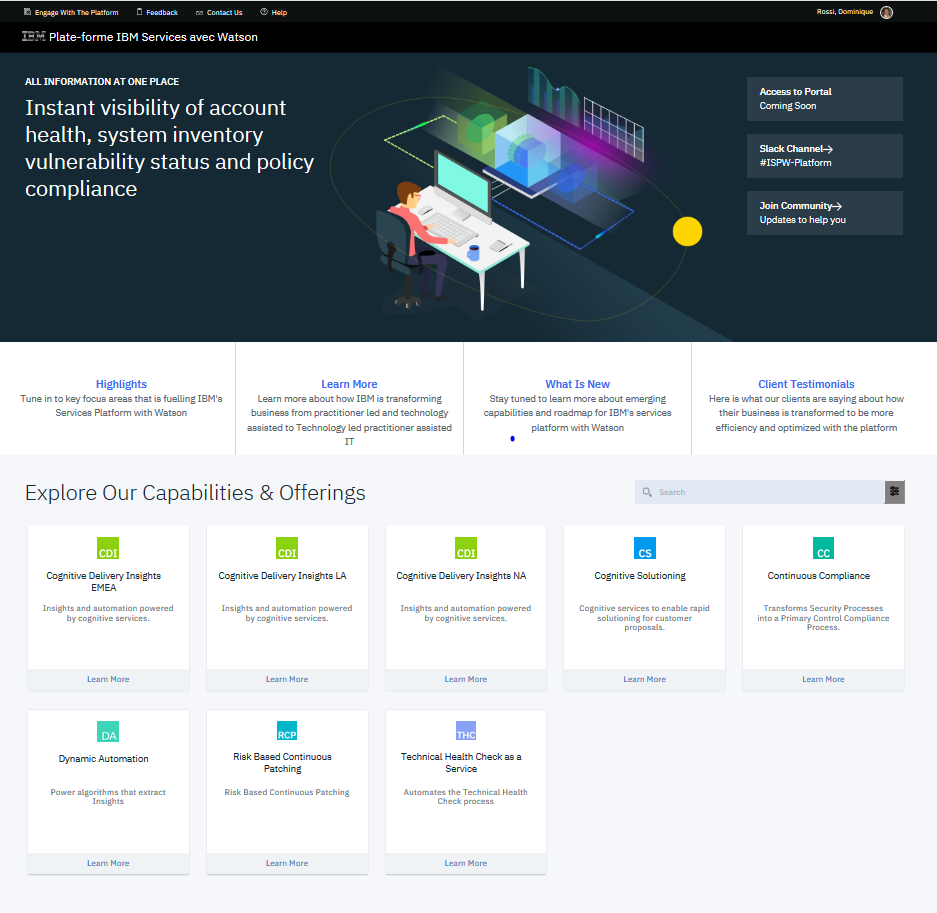 Engage With The Platform Feedback Contact Us Help Rossi, Dominique
IBM Plate-forme IBM Services avec Watson
ALL INFORMATION AT ONE PLACE
Instant visibility of account
health, system inventory
vulnerability status and policy
compliance
Access to Portal
Coming Soon
Slack Channel→
#ISPW-Platform
Join Community→
Updates to help you
Highlights
Tune in to key focus areas that is fuelling IBM's
Services Platform with Watson
Learn More
Learn more about how IBM is transforming
business from practitioner led and technology
assisted to Technology led practitioner assisted
IT
What Is New
Stay tuned to learn more about emerging
capabilities and roadmap for IBM's services
platform with Watson
Client Testimonials
Here is what our clients are saying about how
their business is transformed to be more
efficiency and optimized with the platform
Explore Our Capabilities & Offerings
Search
CDI
Cognitive Delivery Insights
EMEA
Insights and automation powered
by cognitive services.
Learn More
CDI
Cognitive Delivery Insights LA
Insights and automation powered
by cognitive services.
Learn More
CDI
Cognitive Delivery Insights NA
Insights and automation powered
by cognitive services.
Learn More
CS
Cognitive Solutioning
Cognitive services to enable rapid
solutioning for customer
proposals.
Learn More
CC
Continuous Compliance
Transforms Security Processes
into a Primary Control Compliance
Process.
Learn More
DA
Dynamic Automation
Power algorithms that extract
Insights
Learn More
RCP
Risk Based Continuous
Patching
Risk Based Continuous Patching
Learn More
THC
Technical Health Check as a
Service
Automates the Technical Health
Check process
Learn More